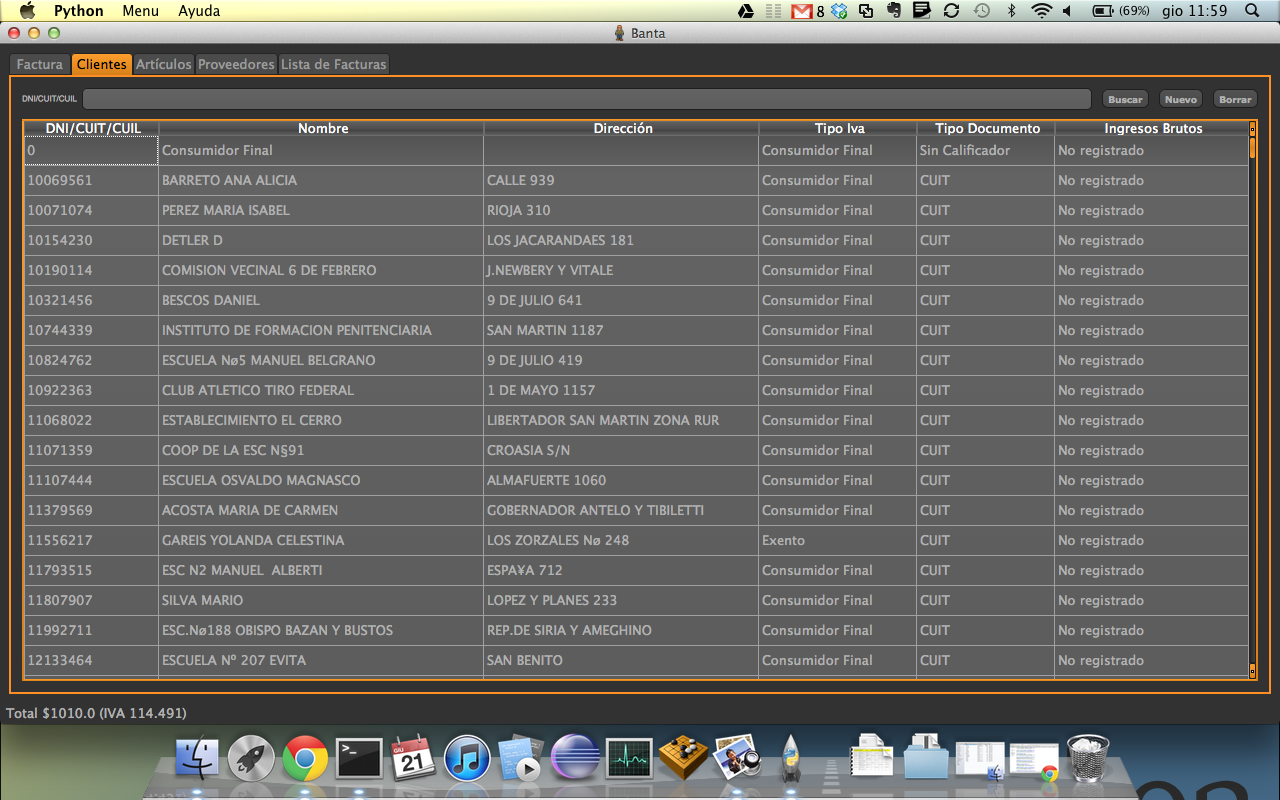 Python Menu Ayuda 8 (69%) gio 11:59
Banta
Factura Clientes Artículos Proveedores Lista de Facturas
DNI/CUIT/CUIL Buscar Nuevo Borrar
DNI/CUIT/CUIL Nombre Dirección Tipo Iva Tipo Documento Ingresos Brutos
0 Consumidor Final Consumidor Final Sin Calificador No registrado
10069561 BARRETO ANA ALICIA CALLE 939 Consumidor Final CUIT No registrado
10071074 PEREZ MARIA ISABEL RIOJA 310 Consumidor Final CUIT No registrado
10154230 DETLER D LOS JACARANDAES 181 Consumidor Final CUIT No registrado
10190114 COMISION VECINAL 6 DE FEBRERO J.NEWBERY Y VITALE Consumidor Final CUIT No registrado
10321456 BESCOS DANIEL 9 DE JULIO 641 Consumidor Final CUIT No registrado
10744339 INSTITUTO DE FORMACION PENITENCIARIA SAN MARTIN 1187 Consumidor Final CUIT No registrado
10824762 ESCUELA Nø5 MANUEL BELGRANO 9 DE JULIO 419 Consumidor Final CUIT No registrado
10922363 CLUB ATLETICO TIRO FEDERAL 1 DE MAYO 1157 Consumidor Final CUIT No registrado
11068022 ESTABLECIMIENTO EL CERRO LIBERTADOR SAN MARTIN ZONA RUR Consumidor Final CUIT No registrado
11071359 COOP DE LA ESC N§91 CROASIA S/N Consumidor Final CUIT No registrado
11107444 ESCUELA OSVALDO MAGNASCO ALMAFUERTE 1060 Consumidor Final CUIT No registrado
11379569 ACOSTA MARIA DE CARMEN GOBERNADOR ANTELO Y TIBILETTI Consumidor Final CUIT No registrado
11556217 GAREIS YOLANDA CELESTINA LOS ZORZALES Nø 248 Exento CUIT No registrado
11793515 ESC N2 MANUEL  ALBERTI ESPA¥A 712 Consumidor Final CUIT No registrado
11807907 SILVA MARIO LOPEZ Y PLANES 233 Consumidor Final CUIT No registrado
11992711 ESC.Nø188 OBISPO BAZAN Y BUSTOS REP.DE SIRIA Y AMEGHINO Consumidor Final CUIT No registrado
12133464 ESCUELA Nº 207 EVITA SAN BENITO Consumidor Final CUIT No registrado
Total $1010.0 (IVA 114.491)
GIU
21